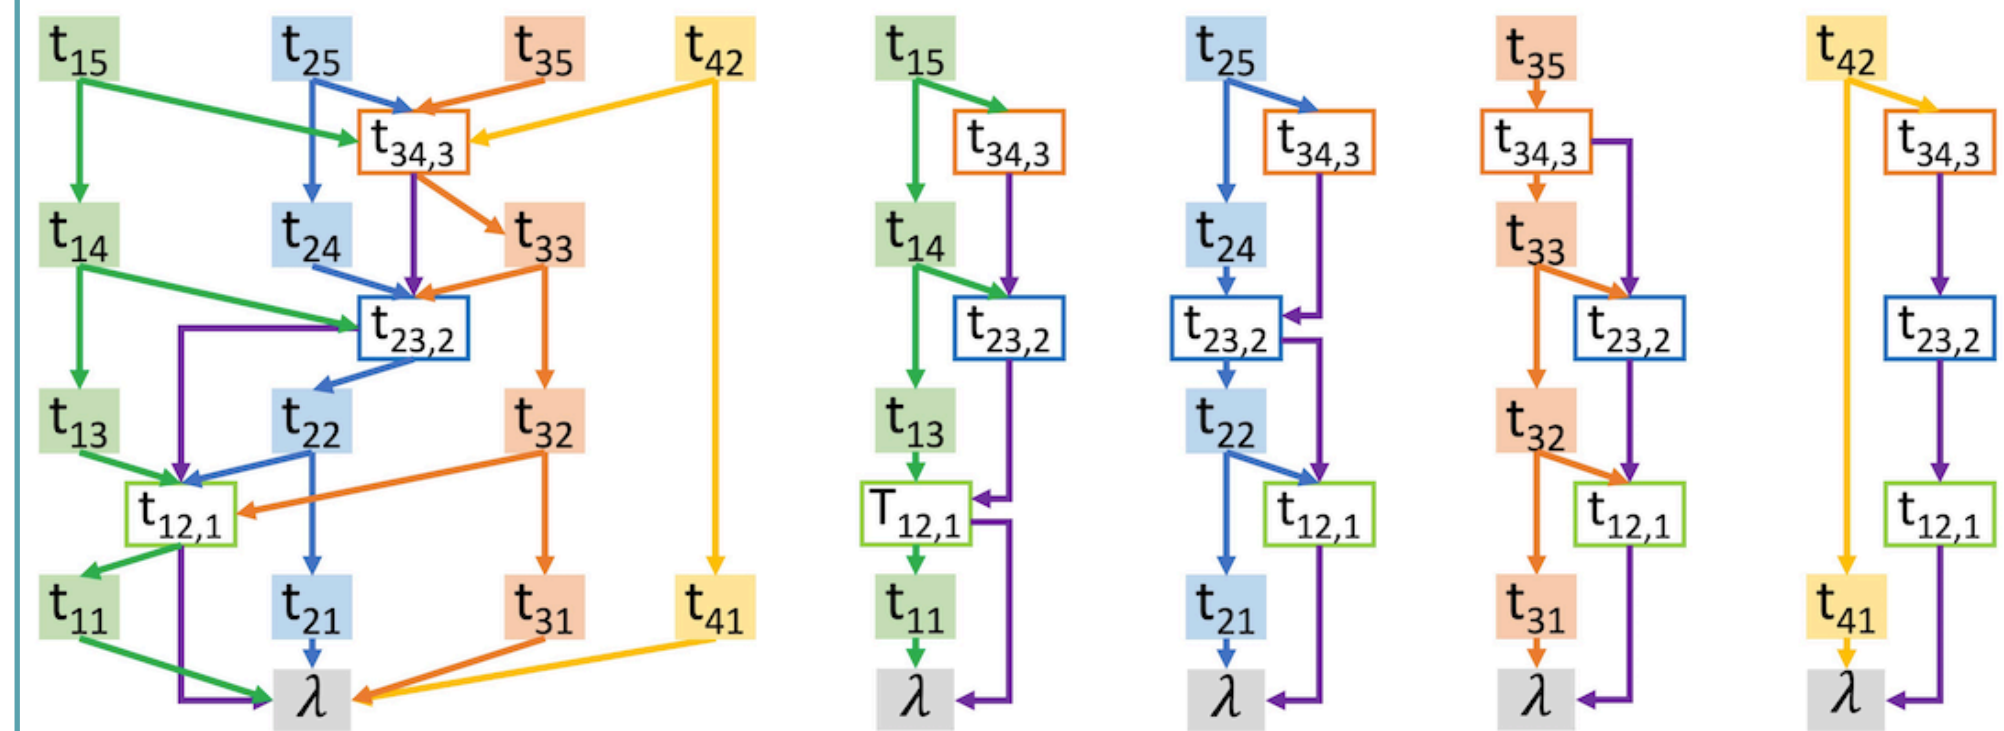 t15 t25 t35 t42 t15 t25 t35 t42
t34,3 t34,3 t34,3 t34,3 t34,3
t14 t24 t33 t14 t24 t33
t23,2 t23,2 t23,2 t23,2 t23,2
t13 t22 t32 t13 t22 t32
t12,1 T12,1 t12,1 t12,1 t12,1
t11 t21 t31 t41 t11 t21 t31 t41
λ λ λ λ λ